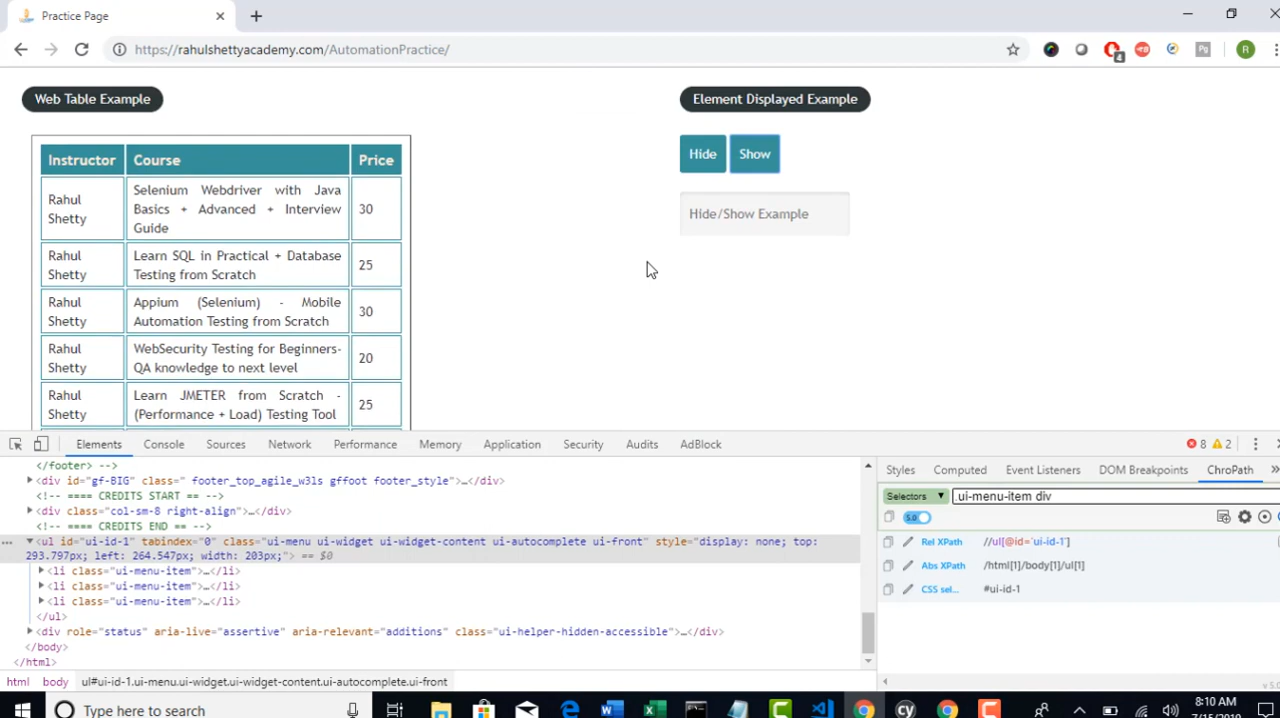 Practice Page
https://rahulshettyacademy.com/AutomationPractice/
4
R
Web Table Example
Element Displayed Example
Hide
Show
Hide/Show Example
Instructor
Course
Price
Rahul
Shetty
Selenium Webdriver with Java
Basics + Advanced + Interview
Guide
30
Rahul
Shetty
Learn SQL in Practical + Database
Testing from Scratch
25
Rahul
Shetty
Appium (Selenium) - Mobile
Automation Testing from Scratch
30
Rahul
Shetty
WebSecurity Testing for Beginners-
QA knowledge to next level
20
Rahul
Shetty
Learn JMETER from Scratch -
(Performance + Load) Testing Tool
25
Elements Console Sources Network Performance Memory Application Security Audits AdBlock
8 2
</footer> -->
<div id="gf-BIG" class=" footer_top_agile_w3ls gffoot footer_style">…</div>
<!-- ==== CREDITS START = -->
<div class="col-sm-8 right-align">…</div>
<!-- ==== CREDITS END = -->
<ul id="ui-id-1" tabindex="0" class="ui-menu ui-widget ui-widget-content ui-autocomplete ui-front" style="display: none; top:
293.797px; left: 264.547px; width: 203px;"> == $0
<li class="ui-menu-item">…</li>
<li class="ui-menu-item">…</li>
<li class="ui-menu-item">…</li>
</ul>
<div role="status" aria-live="assertive" aria-relevant="additions" class="ui-helper-hidden-accessible">…</div>
</body>
</html>
html body ul#ui-id-1.ui-menu.ui-widget.ui-widget-content.ui-autocomplete.ui-front
Styles Computed Event Listeners DOM Breakpoints ChroPath
Selectors
.ui-menu-item div
5.0
Rel XPath //ul[@id='ui-id-1']
Abs XPath /html[1]/body[1]/ul[1]
CSS sel... #ui-id-1
Type here to search
cy
8:10 AM